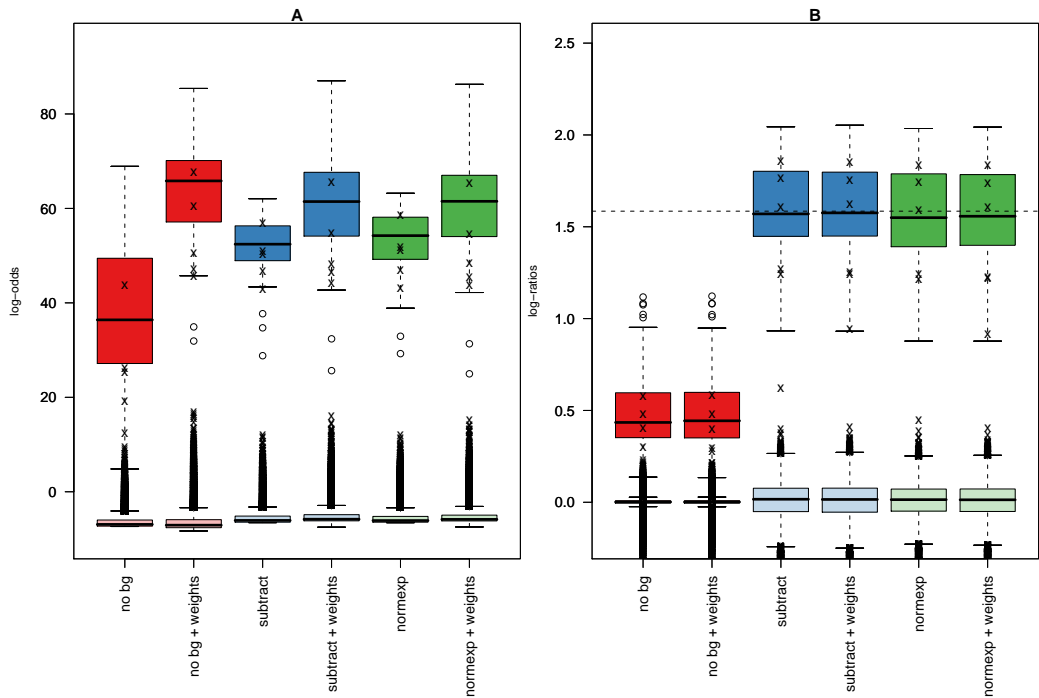 A
log−odds
80
60
40
20
0
no bg
no bg + weights
subtract
subtract + weights
normexp
normexp + weights
B
log−ratios
2.5
2.0
1.5
1.0
0.5
0.0
no bg
no bg + weights
subtract
subtract + weights
normexp
normexp + weights